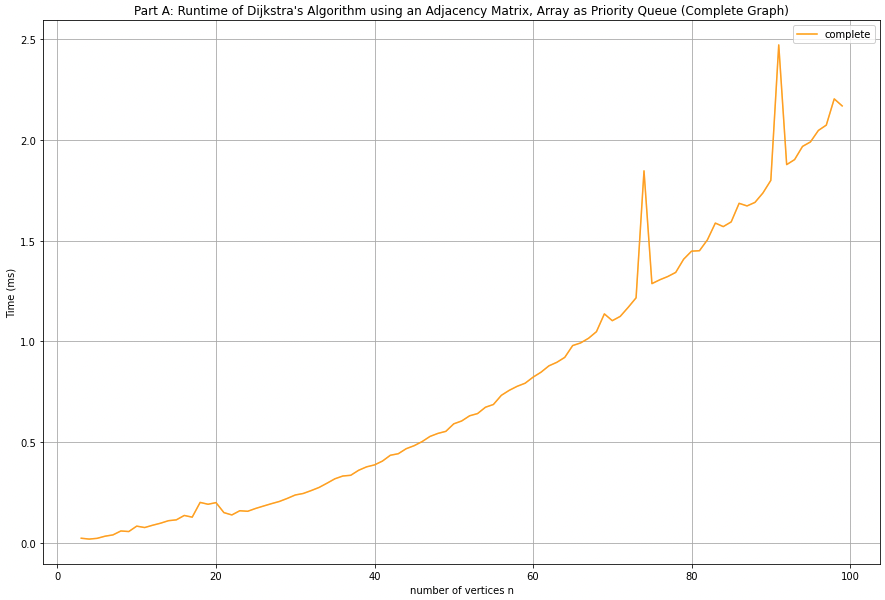 Part A: Runtime of Dijkstra's Algorithm using an Adjacency Matrix, Array as Priority Queue (Complete Graph)
complete
2.5
2.0
1.5
1.0
0.5
0.0
Time (ms)
0 20 40 60 80 100
number of vertices n